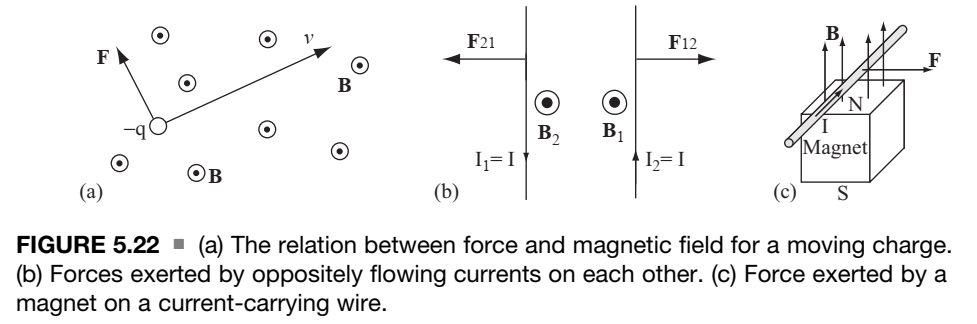 F
v
B
–q
B
(a)
F21
F12
B2
B1
I1= I
I2= I
(b)
B
F
N
I
Magnet
S
(c)
FIGURE 5.22 ■ (a) The relation between force and magnetic field for a moving charge.
(b) Forces exerted by oppositely flowing currents on each other. (c) Force exerted by a
magnet on a current-carrying wire.